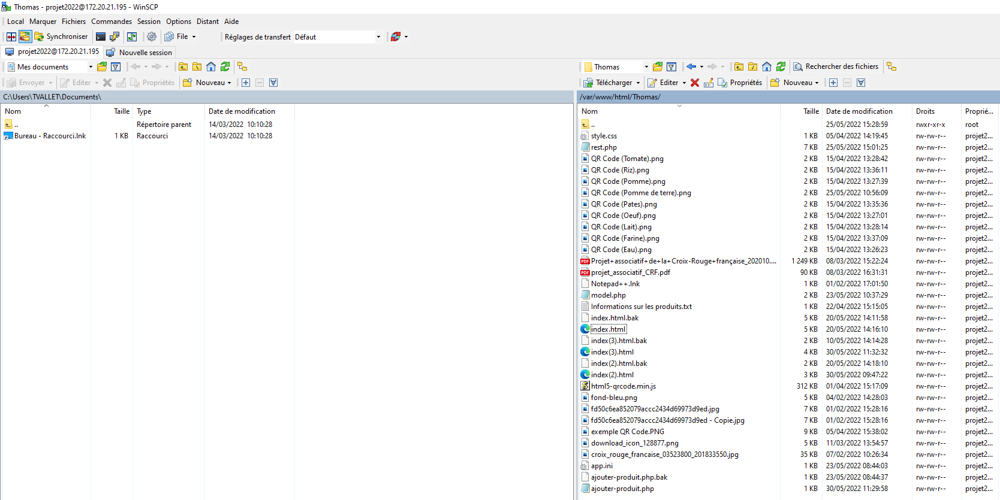 Thomas - projet2022@172.20.21.195 - WinSCP
Local Marquer Fichiers Commandes Session Options Distant Aide
Synchroniser File Réglages de transfert Défaut
projet2022@172.20.21.195 Nouvelle session
Mes documents Thomas Rechercher des fichiers
Envoyer Editer Propriétés Nouveau Télécharger Editer Propriétés Nouveau
C:\Users\TVALLET\Documents\ /var/www/html/Thomas/
Nom Taille Type Date de modification Nom Taille Date de modification Droits Proprié...
.. Répertoire parent 14/03/2022 10:10:28 .. 25/05/2022 15:28:59 rwxr-xr-x root
Bureau - Raccourci.lnk 1 KB Raccourci 14/03/2022 10:10:28 style.css 1 KB 05/04/2022 14:19:45 rw-rw-r-- projet2...
rest.php 7 KB 25/05/2022 15:01:25 rw-rw-r-- projet2...
QR Code (Tomate).png 2 KB 15/04/2022 13:28:42 rw-rw-r-- projet2...
QR Code (Riz).png 2 KB 15/04/2022 13:36:11 rw-rw-r-- projet2...
QR Code (Pomme).png 2 KB 15/04/2022 13:27:39 rw-rw-r-- projet2...
QR Code (Pomme de terre).png 2 KB 25/05/2022 10:56:09 rw-rw-r-- projet2...
QR Code (Pates).png 2 KB 15/04/2022 13:35:36 rw-rw-r-- projet2...
QR Code (Oeuf).png 2 KB 15/04/2022 13:27:01 rw-rw-r-- projet2...
QR Code (Lait).png 2 KB 15/04/2022 13:28:14 rw-rw-r-- projet2...
QR Code (Farine).png 2 KB 15/04/2022 13:37:09 rw-rw-r-- projet2...
QR Code (Eau).png 2 KB 15/04/2022 13:26:23 rw-rw-r-- projet2...
Projet+associatif+de+la+Croix-Rouge+française_202010.... 1 249 KB 08/03/2022 15:22:24 rw-rw-r-- projet2...
projet_associatif_CRF.pdf 90 KB 08/03/2022 16:31:31 rw-rw-r-- projet2...
Notepad++.lnk 1 KB 01/02/2022 17:01:50 rw-rw-r-- projet2...
model.php 2 KB 23/05/2022 10:37:29 rw-rw-r-- projet2...
Informations sur les produits.txt 1 KB 22/04/2022 15:15:05 rw-rw-r-- projet2...
index.html.bak 5 KB 20/05/2022 14:11:58 rw-rw-r-- projet2...
index.html 5 KB 20/05/2022 14:16:10 rw-rw-r-- projet2...
index(3).html.bak 2 KB 10/05/2022 14:14:28 rw-rw-r-- projet2...
index(3).html 4 KB 30/05/2022 11:32:32 rw-rw-r-- projet2...
index(2).html.bak 2 KB 20/05/2022 14:18:10 rw-rw-r-- projet2...
index(2).html 3 KB 30/05/2022 09:47:22 rw-rw-r-- projet2...
html5-qrcode.min.js 312 KB 01/04/2022 15:17:09 rw-rw-r-- projet2...
fond-bleu.png 5 KB 04/02/2022 14:28:03 rw-rw-r-- projet2...
fd50c6ea852079accc2434d69973d9ed.jpg 7 KB 01/02/2022 15:28:16 rw-rw-r-- projet2...
fd50c6ea852079accc2434d69973d9ed - Copie.jpg 7 KB 01/02/2022 15:28:16 rw-rw-r-- projet2...
exemple QR Code.PNG 9 KB 05/04/2022 15:38:02 rw-rw-r-- projet2...
download_icon_128877.png 5 KB 11/03/2022 13:54:57 rw-rw-r-- projet2...
croix_rouge_francaise_03523800_201833550.jpg 35 KB 07/02/2022 10:26:34 rw-rw-r-- projet2...
app.ini 1 KB 23/05/2022 08:44:03 rw-rw-r-- projet2...
ajouter-produit.php.bak 1 KB 23/05/2022 08:44:37 rw-rw-r-- projet2...
ajouter-produit.php 1 KB 30/05/2022 11:29:58 rw-rw-r-- projet2...